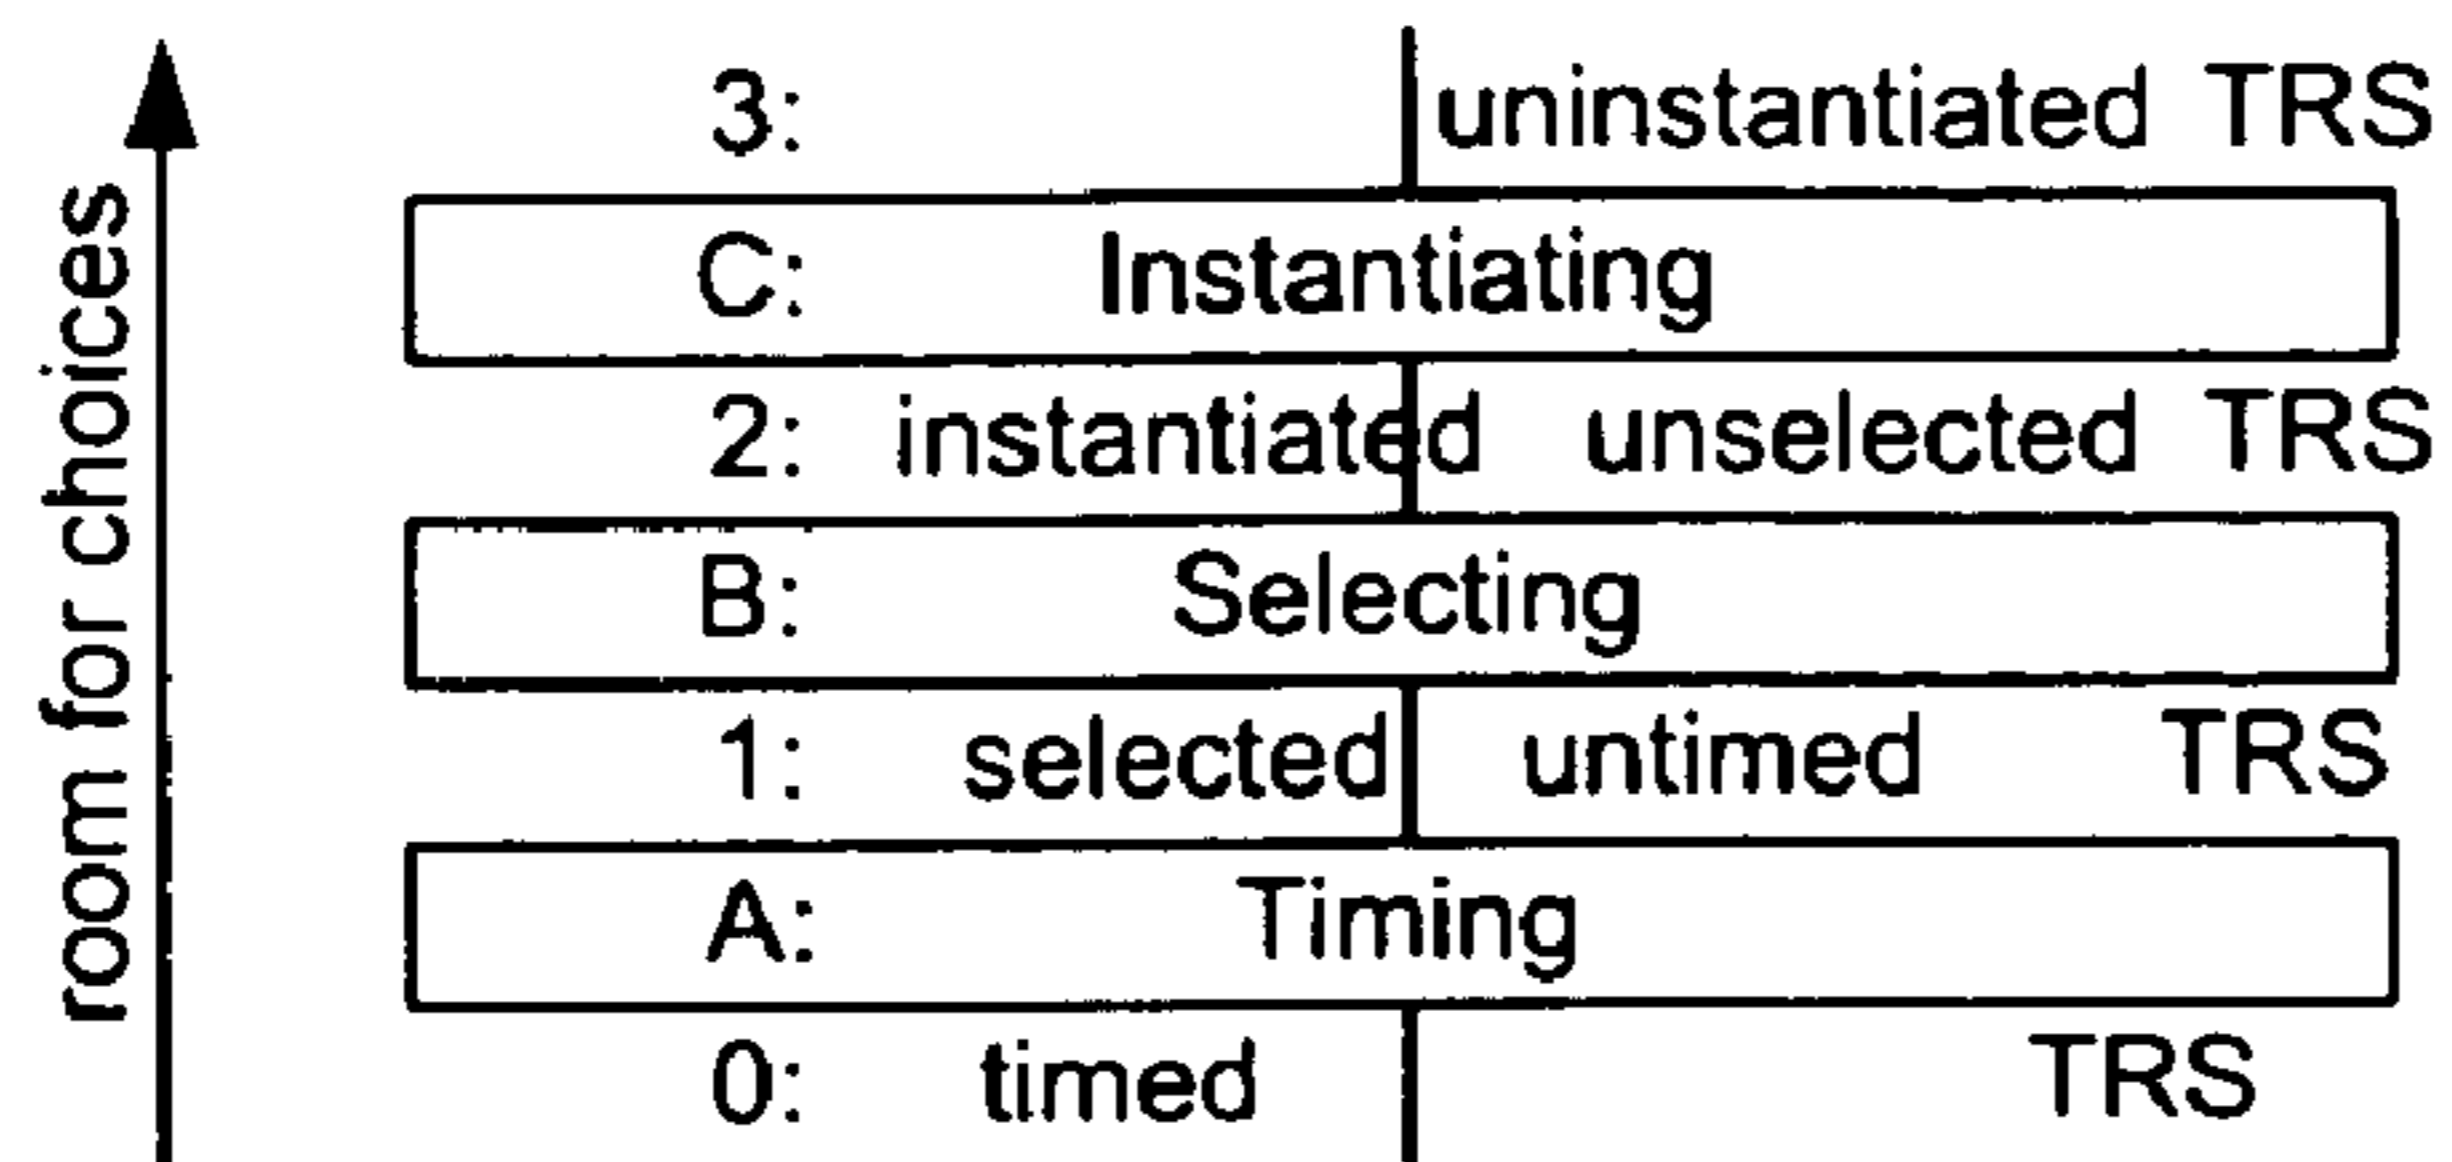 room for choices
3: uninstantiated TRS
C: Instantiating
2: instantiated unselected TRS
B: Selecting
1: selected untimed TRS
A: Timing
0: timed TRS